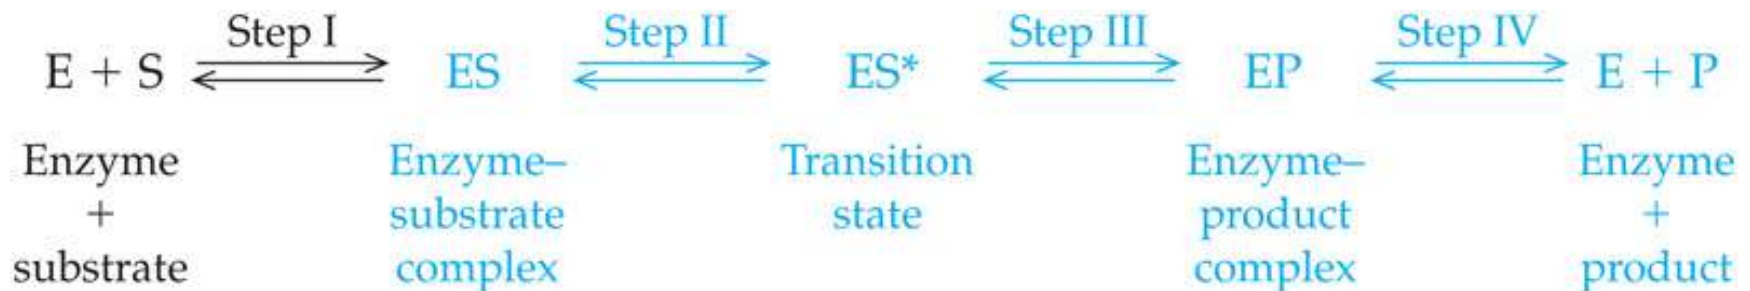 Step I Step II Step III Step IV
E + S ES ES* EP E + P
Enzyme Enzyme– Transition Enzyme– Enzyme
+ substrate state product +
substrate complex complex product